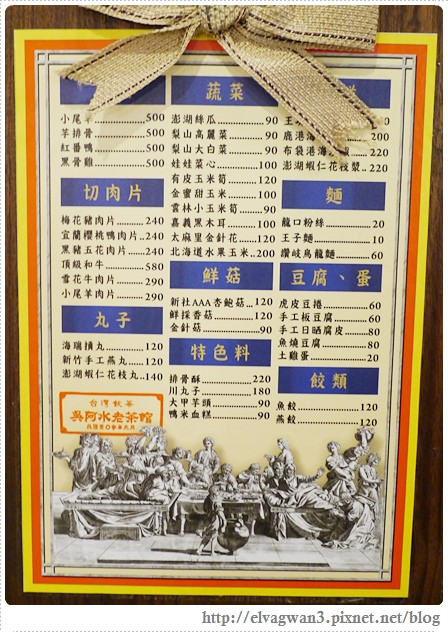 小尾羊......500
羊排骨......500
紅番鴨......500
黑骨雞......500
切肉片
梅花豬肉片......240
宜蘭櫻桃鴨肉片..240
黑豬五花肉片....240
頂級和牛......580
雪花牛肉片......290
小尾羊肉片......290
丸子
海瑞摃丸......120
新竹手工燕丸....120
澎湖蝦仁花枝丸..140
台灣飲茶
吳阿水老茶館
蔬菜
澎湖絲瓜......90
梨山高麗菜......90
梨山大白菜......90
娃娃菜心......100
有皮玉米筍......120
金蜜甜玉米......100
雲林小玉米筍....90
嘉義黑木耳......100
太麻里金針花....120
北海道水果玉米..200
鮮菇
新社AAA杏鮑菇...120
鮮採香菇......120
金針菇......90
特色料
排骨酥......220
川丸子......180
大甲芋頭......90
鴨米血糕......90
鮮
王
鹿港海
布袋港海
澎湖蝦仁花枝漿..220
麵
龍口粉絲......20
王子麵......20
讚岐烏龍麵......60
豆腐、蛋
虎皮豆捲......60
手工板豆腐......60
手工日晒腐皮....80
魚燒豆腐......80
土雞蛋......20
餃類
魚餃......120
燕餃......120
http://elvagwan3.pixnet.net/blog